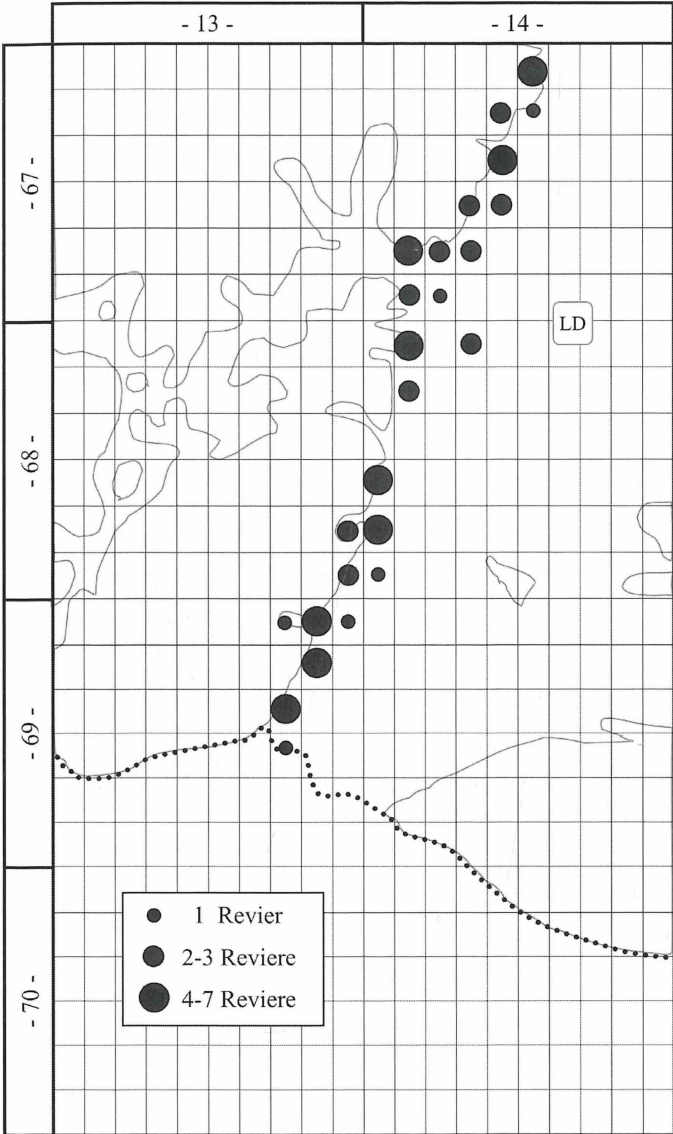 - 13 -
- 14 -
- 67 -
LD
- 68 -
- 69 -
1 Revier
2-3 Reviere
4-7 Reviere
- 70 -